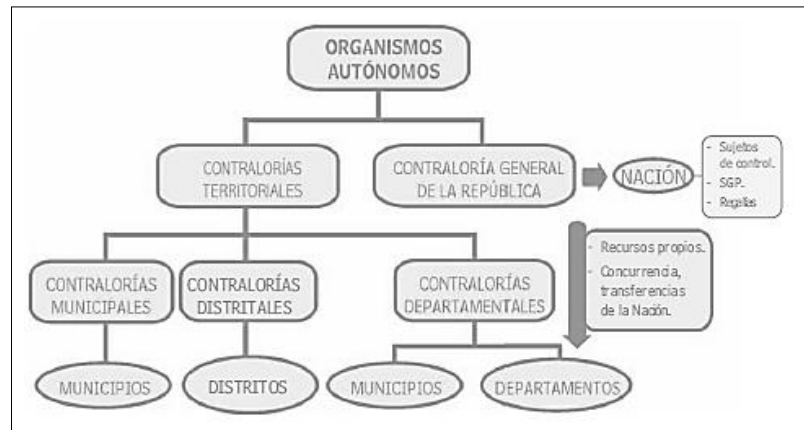 ORGANISMOS
AUTÓNOMOS
CONTRALORÍAS
TERRITORIALES
CONTRALORÍA GENERAL
DE LA REPÚBLICA
NACIÓN
- Sujetos
de control.
- SGP.
- Regalías
- Recursos propios.
- Concurrencia,
transferencias
de la Nación.
CONTRALORÍAS
MUNICIPALES
CONTRALORÍAS
DISTRITALES
CONTRALORÍAS
DEPARTAMENTALES
MUNICIPIOS
DISTRITOS
MUNICIPIOS
DEPARTAMENTOS